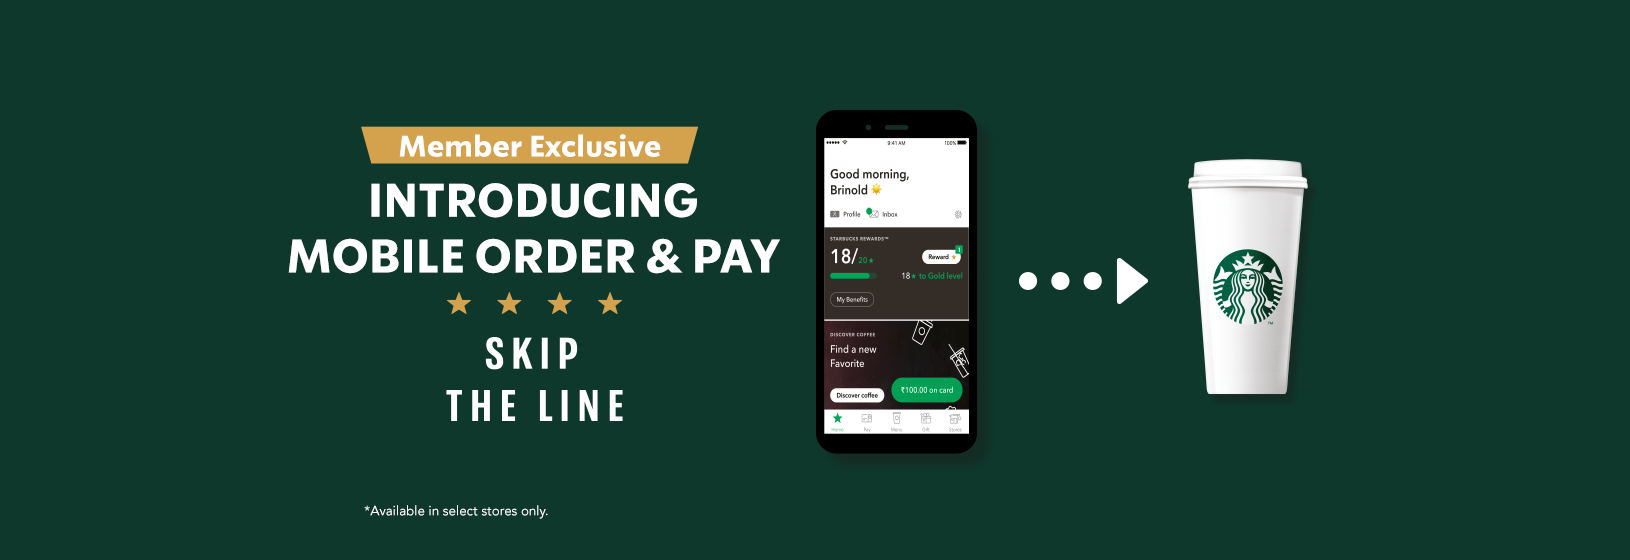 Member Exclusive
INTRODUCING
MOBILE ORDER & PAY
SKIP
THE LINE
*Available in select stores only.
9:41 AM
100%
Good morning,
Brinold
Profile
Inbox
STARBUCKS REWARDS™
18/20★
1
Reward ★
18★ to Gold level
My Benefits
DISCOVER COFFEE
Find a new
Favorite
₹100.00 on card
Discover coffee
Home
Pay
Menu
Gift
Stores
TM